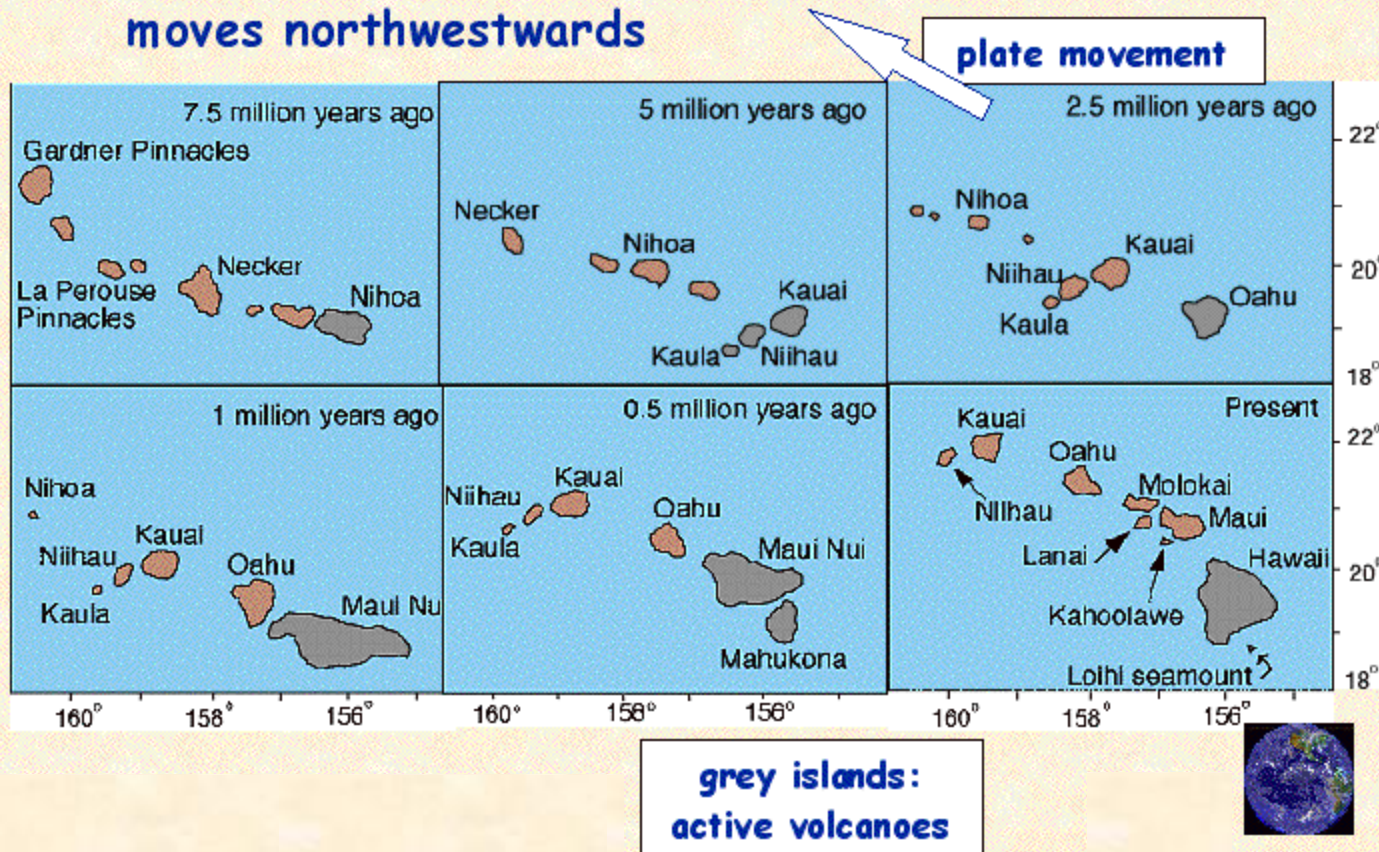 moves northwestwards
plate movement
7.5 million years ago
Gardner Pinnacles
Necker
La Perouse
Pinnacles
Nihoa
5 million years ago
Necker
Nihoa
Kauai
Kaula
Niihau
2.5 million years ago
Nihoa
Kauai
Niihau
Kaula
Oahu
22°
20°
18°
1 million years ago
Nihoa
Kauai
Niihau
Kaula
Oahu
Maui Nu
0.5 million years ago
Kauai
Niihau
Kaula
Oahu
Maui Nui
Mahukona
Present
Kauai
Oahu
Niihau
Molokai
Maui
Lanai
Hawaii
Kahoolawe
Loihi seamount
22°
20°
18°
160° 158° 156°
160° 158° 156°
160° 158° 156°
grey islands:
active volcanoes